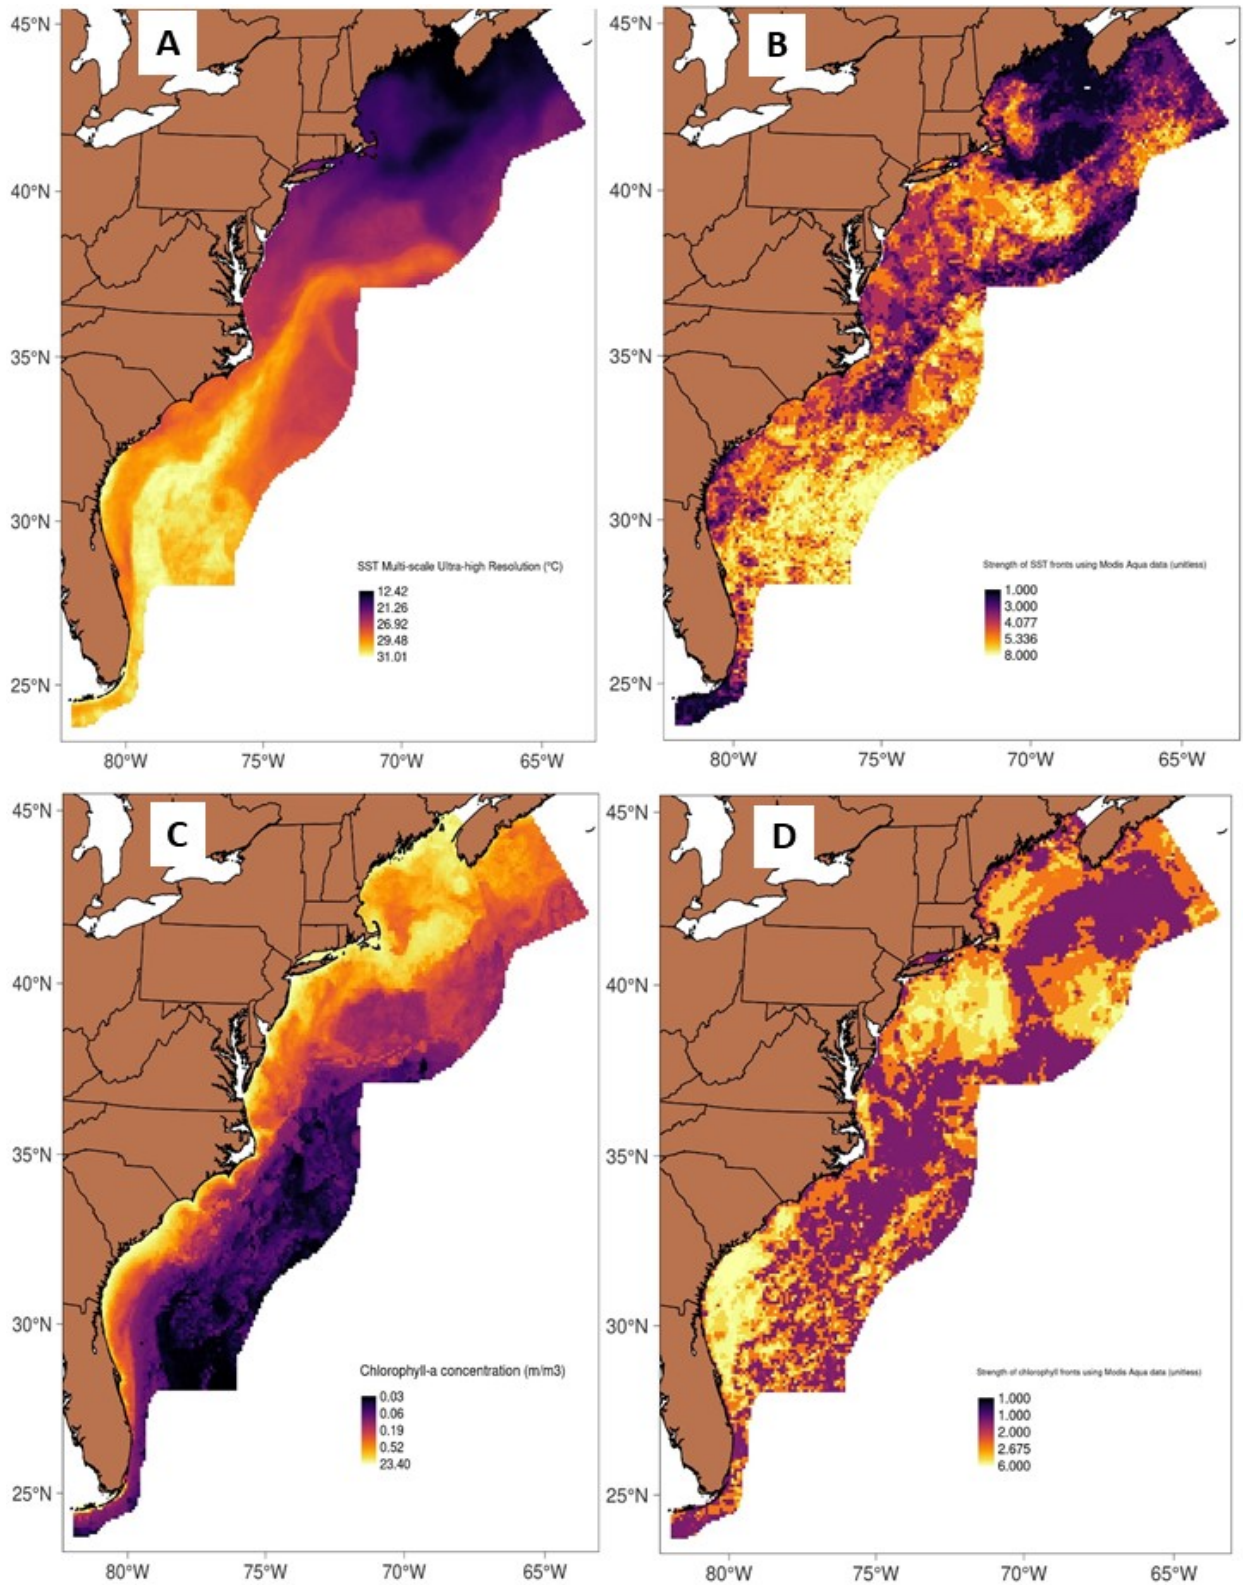 A
45°N
40°N
35°N
30°N
25°N
80°W
75°W
70°W
65°W
SST Multi-scale Ultra-high Resolution (°C)
12.42
21.26
26.92
29.48
31.01
B
45°N
40°N
35°N
30°N
25°N
80°W
75°W
70°W
65°W
Strength of SST fronts using Modis Aqua data (unitless)
1.000
3.000
4.077
5.336
8.000
C
45°N
40°N
35°N
30°N
25°N
80°W
75°W
70°W
65°W
Chlorophyll-a concentration (m/m3)
0.03
0.06
0.19
0.52
23.40
D
45°N
40°N
35°N
30°N
25°N
80°W
75°W
70°W
65°W
Strength of chlorophyll fronts using Modis Aqua data (unitless)
1.000
1.000
2.000
2.675
6.000